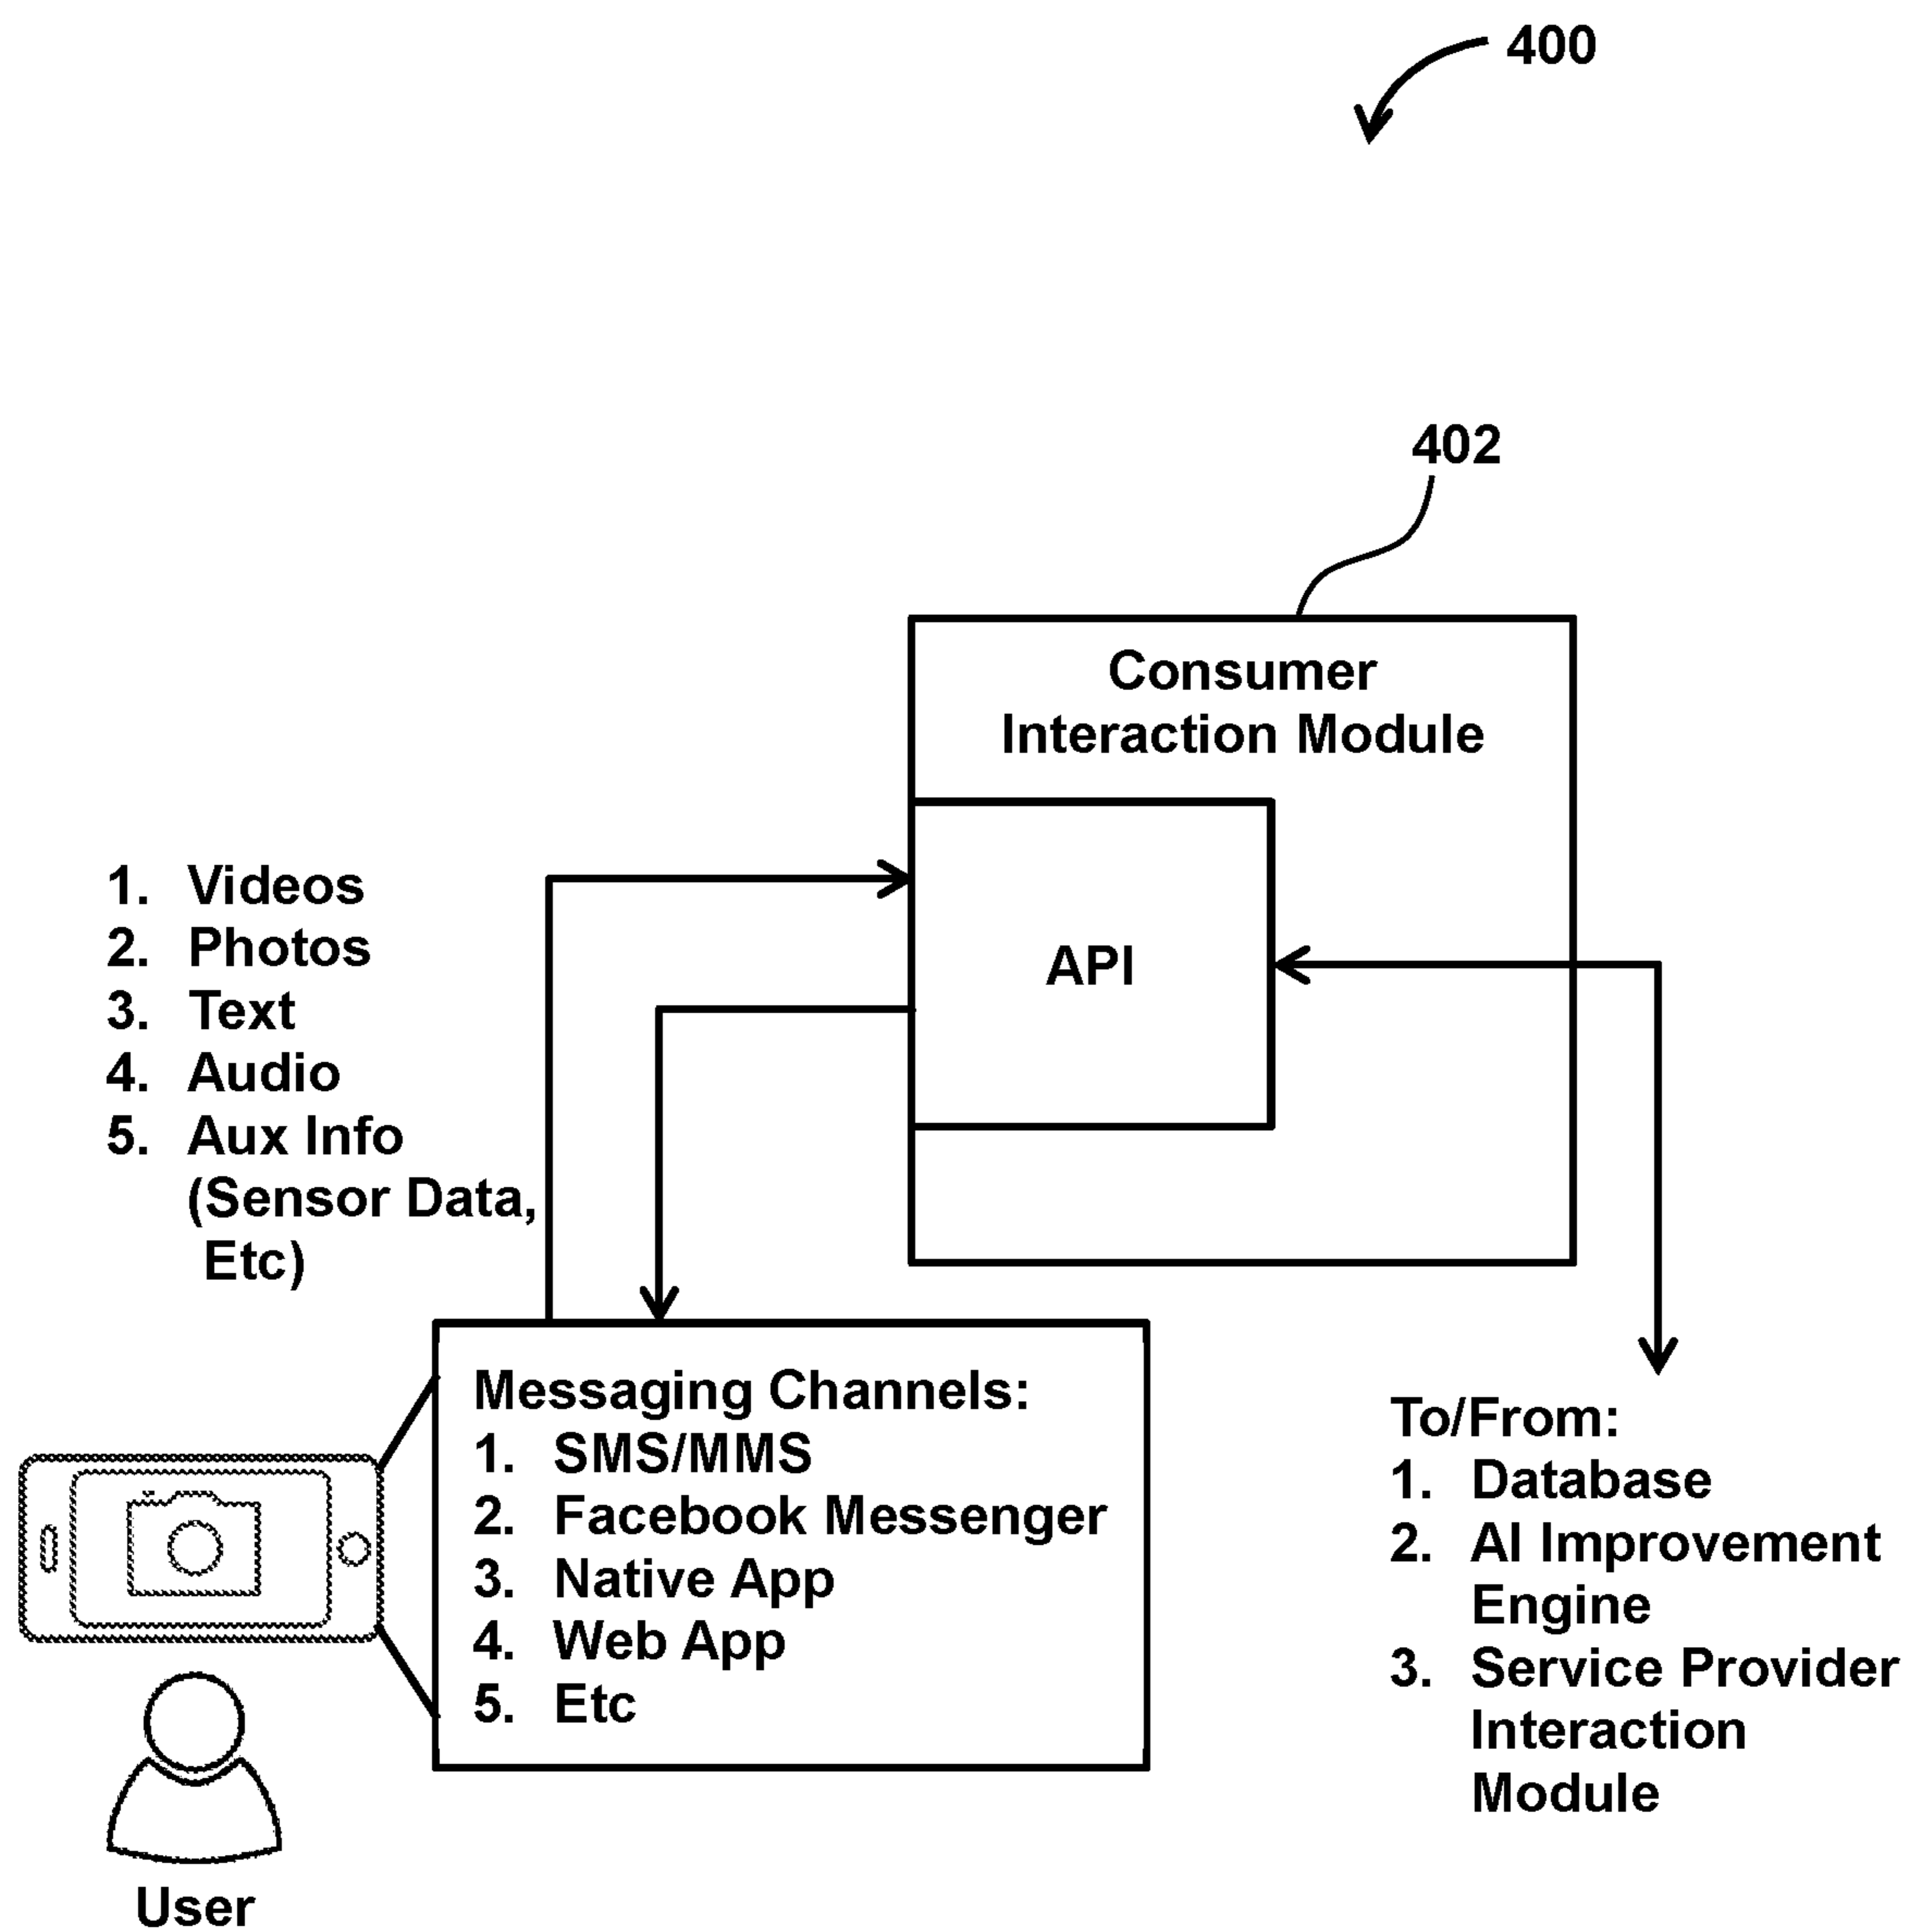 400
402
Consumer
Interaction Module
API
1. Videos
2. Photos
3. Text
4. Audio
5. Aux Info
(Sensor Data,
Etc)
Messaging Channels:
1. SMS/MMS
2. Facebook Messenger
3. Native App
4. Web App
5. Etc
To/From:
1. Database
2. AI Improvement
Engine
3. Service Provider
Interaction
Module
User